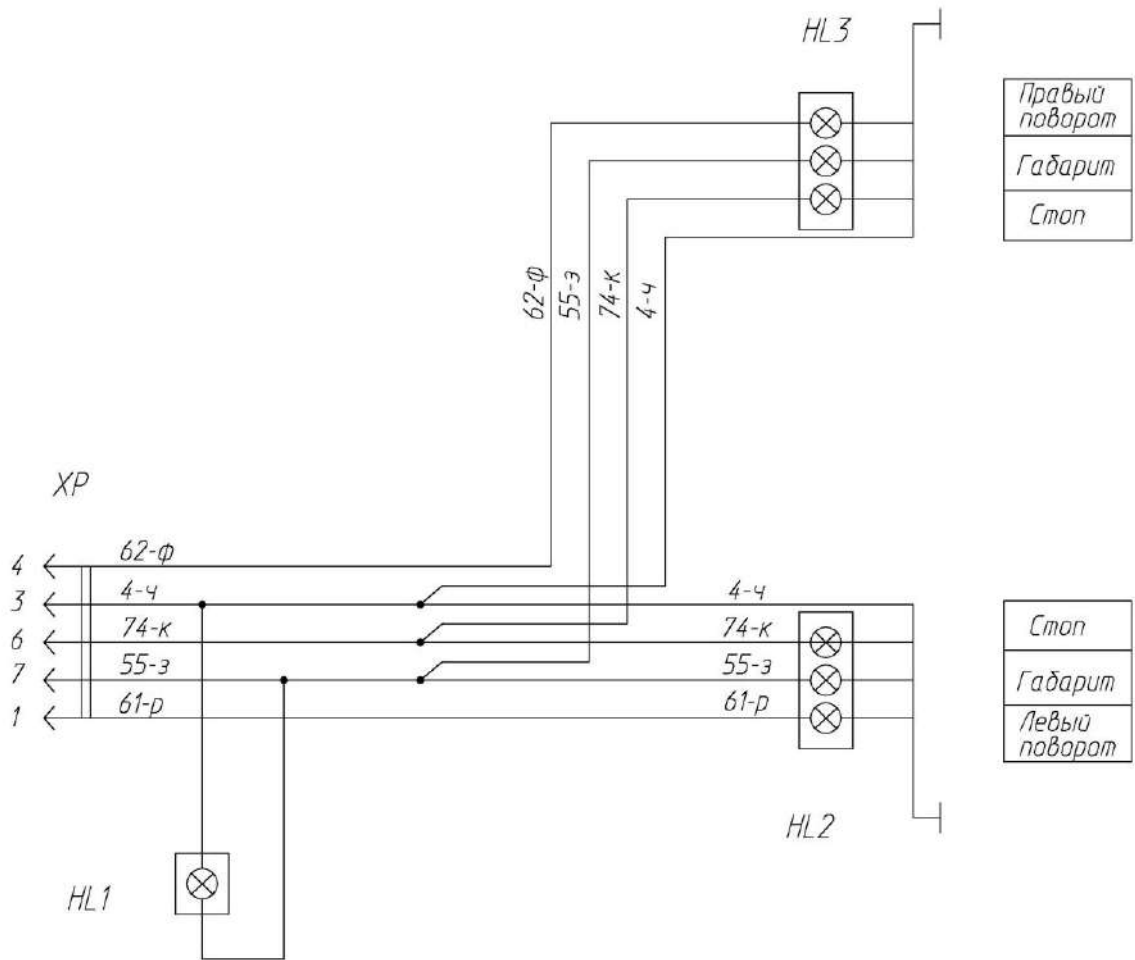 HL3
Правый
поворот
Габарит
Стоп
62-ф
55-з
74-к
4-ч
XP
4
62-ф
3
4-ч
4-ч
6
74-к
74-к
7
55-з
55-з
1
61-р
61-р
Стоп
Габарит
Левый
поворот
HL2
HL1